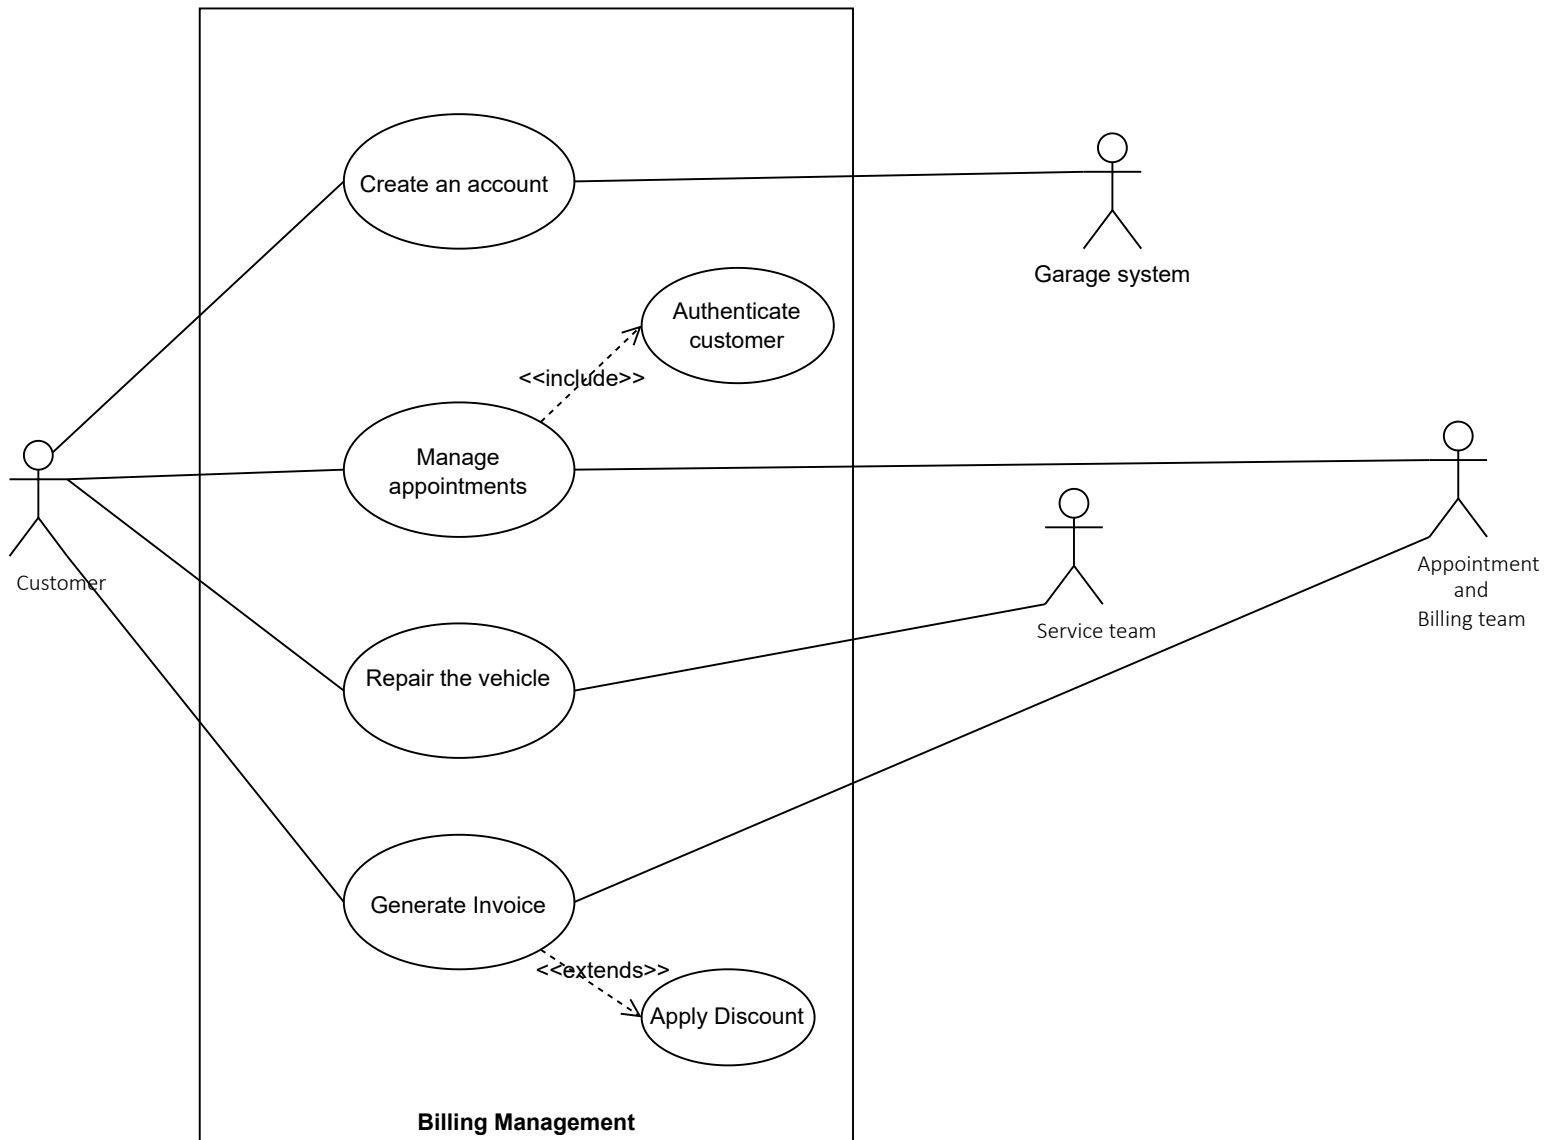 Create an account
Garage system
Authenticate
customer
<<include>>
Manage
appointments
Customer
Appointment
and
Billing team
Service team
Repair the vehicle
Generate Invoice
<<extends>>
Apply Discount
Billing Management